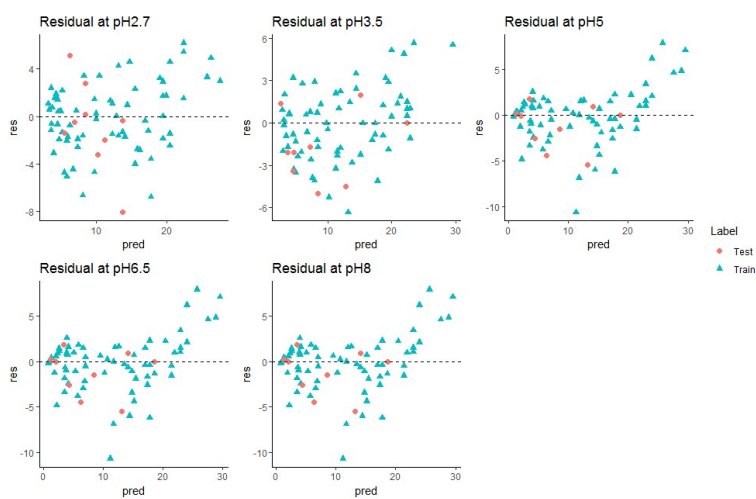 Residual at pH2.7
Residual at pH3.5
Residual at pH5
res
4
0
-4
-8
10
20
pred
res
6
3
0
-3
-6
10
20
30
pred
res
5
0
-5
-10
0
10
20
30
pred
Label
Test
Train
Residual at pH6.5
Residual at pH8
res
5
0
-5
-10
0
10
20
30
pred
res
5
0
-5
-10
0
10
20
30
pred